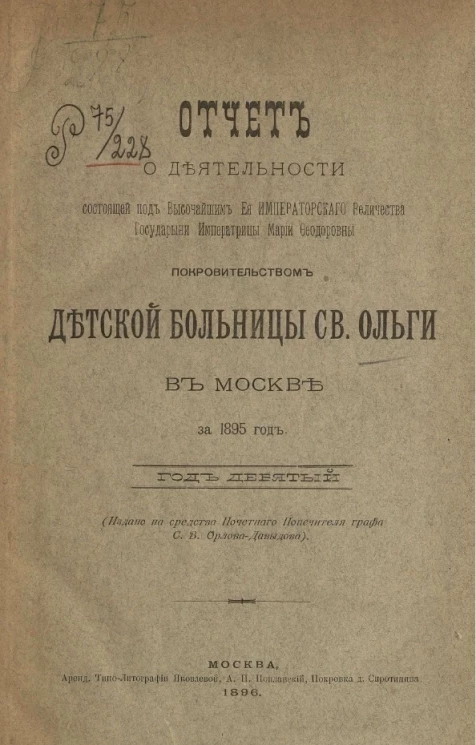 75
Р 75/228
ОТЧЕТЪ
О ДѢЯТЕЛЬНОСТИ
состоящей подъ Высочайшимъ Ея ИМПЕРАТОРСКАГО Величества
Государыни Императрицы Маріи Ѳеодоровны
ПОКРОВИТЕЛЬСТВОМЪ
ДѢТСКОЙ БОЛЬНИЦЫ СВ. ОЛЬГИ
ВЪ МОСКВѢ
за 1895 годъ.
ГОДЪ ДЕВЯТЫЙ
(Издано на средства Почетнаго Попечителя графа
С. В. Орлова-Давыдова).
МОСКВА.
Аренд. Типо-Литографіи Яковлевой, А. П. Поплавскій, Покровка д. Сиротинина
1896.